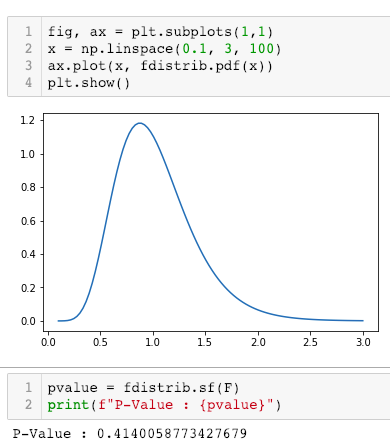 1 fig, ax = plt.subplots(1,1)
2 x = np.linspace(0.1, 3, 100)
3 ax.plot(x, fdistrib.pdf(x))
4 plt.show()
1.2
1.0
0.8
0.6
0.4
0.2
0.0
0.0 0.5 1.0 1.5 2.0 2.5 3.0
1 pvalue = fdistrib.sf(F)
2 print(f"P-Value : {pvalue}")
P-Value : 0.4140058773427679